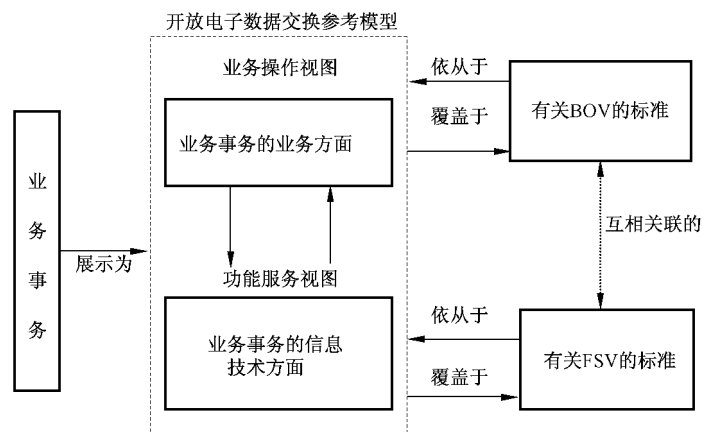 开放电子数据交换参考模型
业务操作视图
依从于
有关BOV的标准
覆盖于
业务事务的业务方面
业
务
事
务
展示为
互相关联的
功能服务视图
依从于
业务事务的信息
技术方面
有关FSV的标准
覆盖于